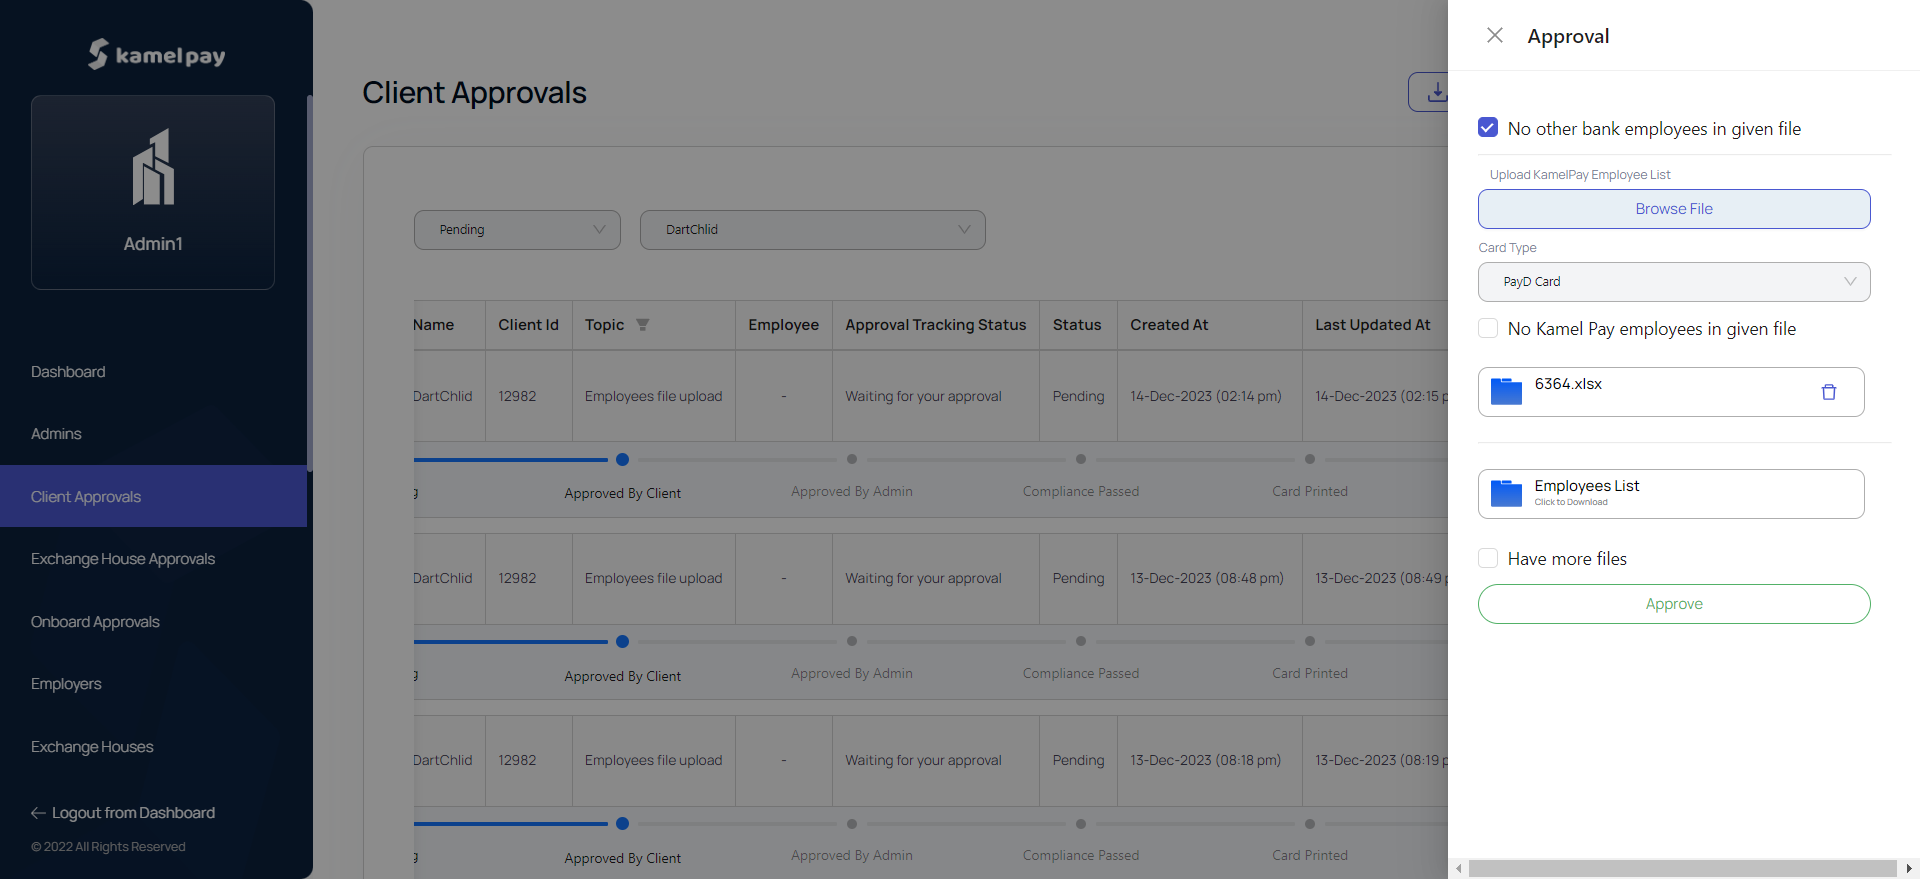 kamelpay
Admin1
Dashboard
Admins
Client Approvals
Exchange House Approvals
Onboard Approvals
Employers
Exchange Houses
Logout from Dashboard
© 2022 All Rights Reserved
Client Approvals
Pending
DartChlid
Name Client Id Topic Employee Approval Tracking Status Status Created At Last Updated At
DartChlid 12982 Employees file upload - Waiting for your approval Pending 14-Dec-2023 (02:14 pm) 14-Dec-2023 (02:15 p
g Approved By Client Approved By Admin Compliance Passed Card Printed
DartChlid 12982 Employees file upload - Waiting for your approval Pending 13-Dec-2023 (08:48 pm) 13-Dec-2023 (08:49 p
g Approved By Client Approved By Admin Compliance Passed Card Printed
DartChlid 12982 Employees file upload - Waiting for your approval Pending 13-Dec-2023 (08:18 pm) 13-Dec-2023 (08:19 p
g Approved By Client Approved By Admin Compliance Passed Card Printed
Approval
No other bank employees in given file
Upload KamelPay Employee List
Browse File
Card Type
PayD Card
No Kamel Pay employees in given file
6364.xlsx
Employees List
Click to Download
Have more files
Approve